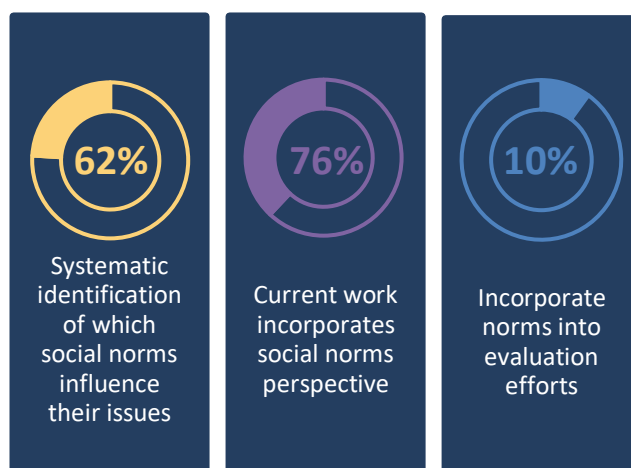 62%
Systematic
identification
of which
social norms
influence
their issues
76%
Current work
incorporates
social norms
perspective
10%
Incorporate
norms into
evaluation
efforts